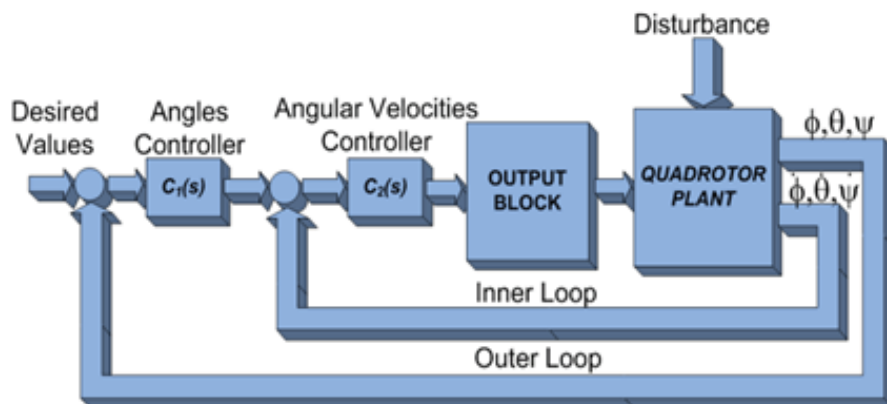 Disturbance
Desired
Values
Angles
Controller
Angular Velocities
Controller
C₁(s)
C₂(s)
OUTPUT
BLOCK
QUADROTOR
PLANT
ϕ,θ,ψ
ϕ̇,θ̇,ψ̇
Inner Loop
Outer Loop